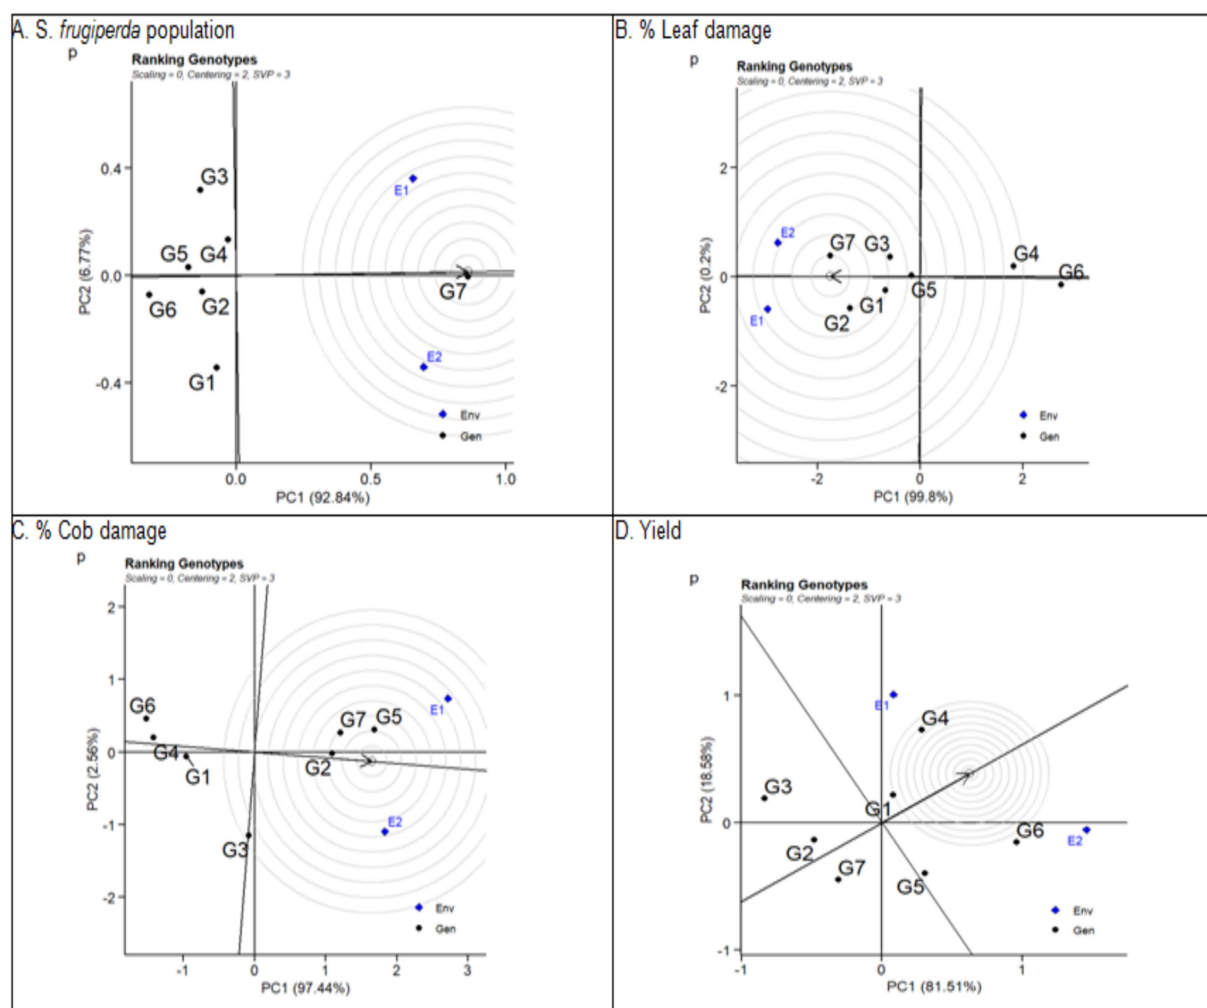 A. S. frugiperda population
p
Ranking Genotypes
Scaling = 0, Centering = 2, SVP = 3
PC2 (6.77%)
0.4
0.0
-0.4
G3
G5 G4
G6 G2
G1
E1
G7
E2
Env
Gen
0.0 0.5 1.0
PC1 (92.84%)
B. % Leaf damage
p
Ranking Genotypes
Scaling = 0, Centering = 2, SVP = 3
PC2 (0.2%)
2
0
-2
E2
G7 G3
G4
G6
E1
G2 G1 G5
Env
Gen
-2 0 2
PC1 (99.8%)
C. % Cob damage
p
Ranking Genotypes
Scaling = 0, Centering = 2, SVP = 3
PC2 (2.56%)
2
1
0
-1
-2
G6
G4
G1
G7 G5
E1
G2
E2
G3
Env
Gen
-1 0 1 2 3
PC1 (97.44%)
D. Yield
p
Ranking Genotypes
Scaling = 0, Centering = 2, SVP = 3
PC2 (18.58%)
1
0
-1
E1
G4
G3
G1
G6
E2
G2
G7
G5
Env
Gen
-1 0 1
PC1 (81.51%)